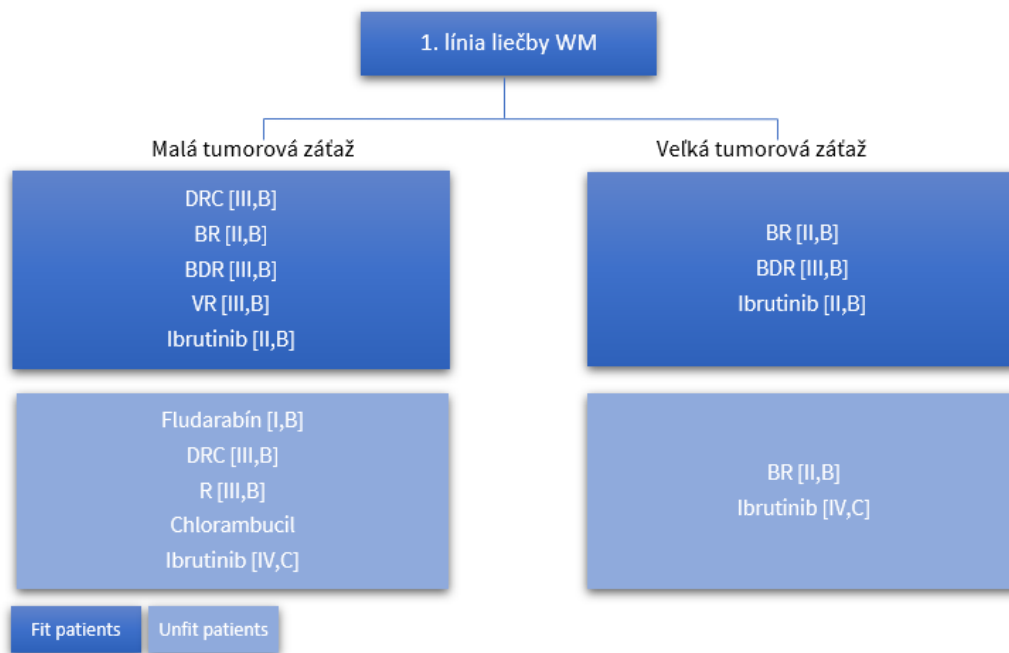 1. línia liečby WM
Malá tumorová záťaž
DRC [III,B]
BR [II,B]
BDR [III,B]
VR [III,B]
Ibrutinib [II,B]
Fludarabín [I,B]
DRC [III,B]
R [III,B]
Chlorambucil
Ibrutinib [IV,C]
Veľká tumorová záťaž
BR [II,B]
BDR [III,B]
Ibrutinib [II,B]
BR [II,B]
Ibrutinib [IV,C]
Fit patients
Unfit patients